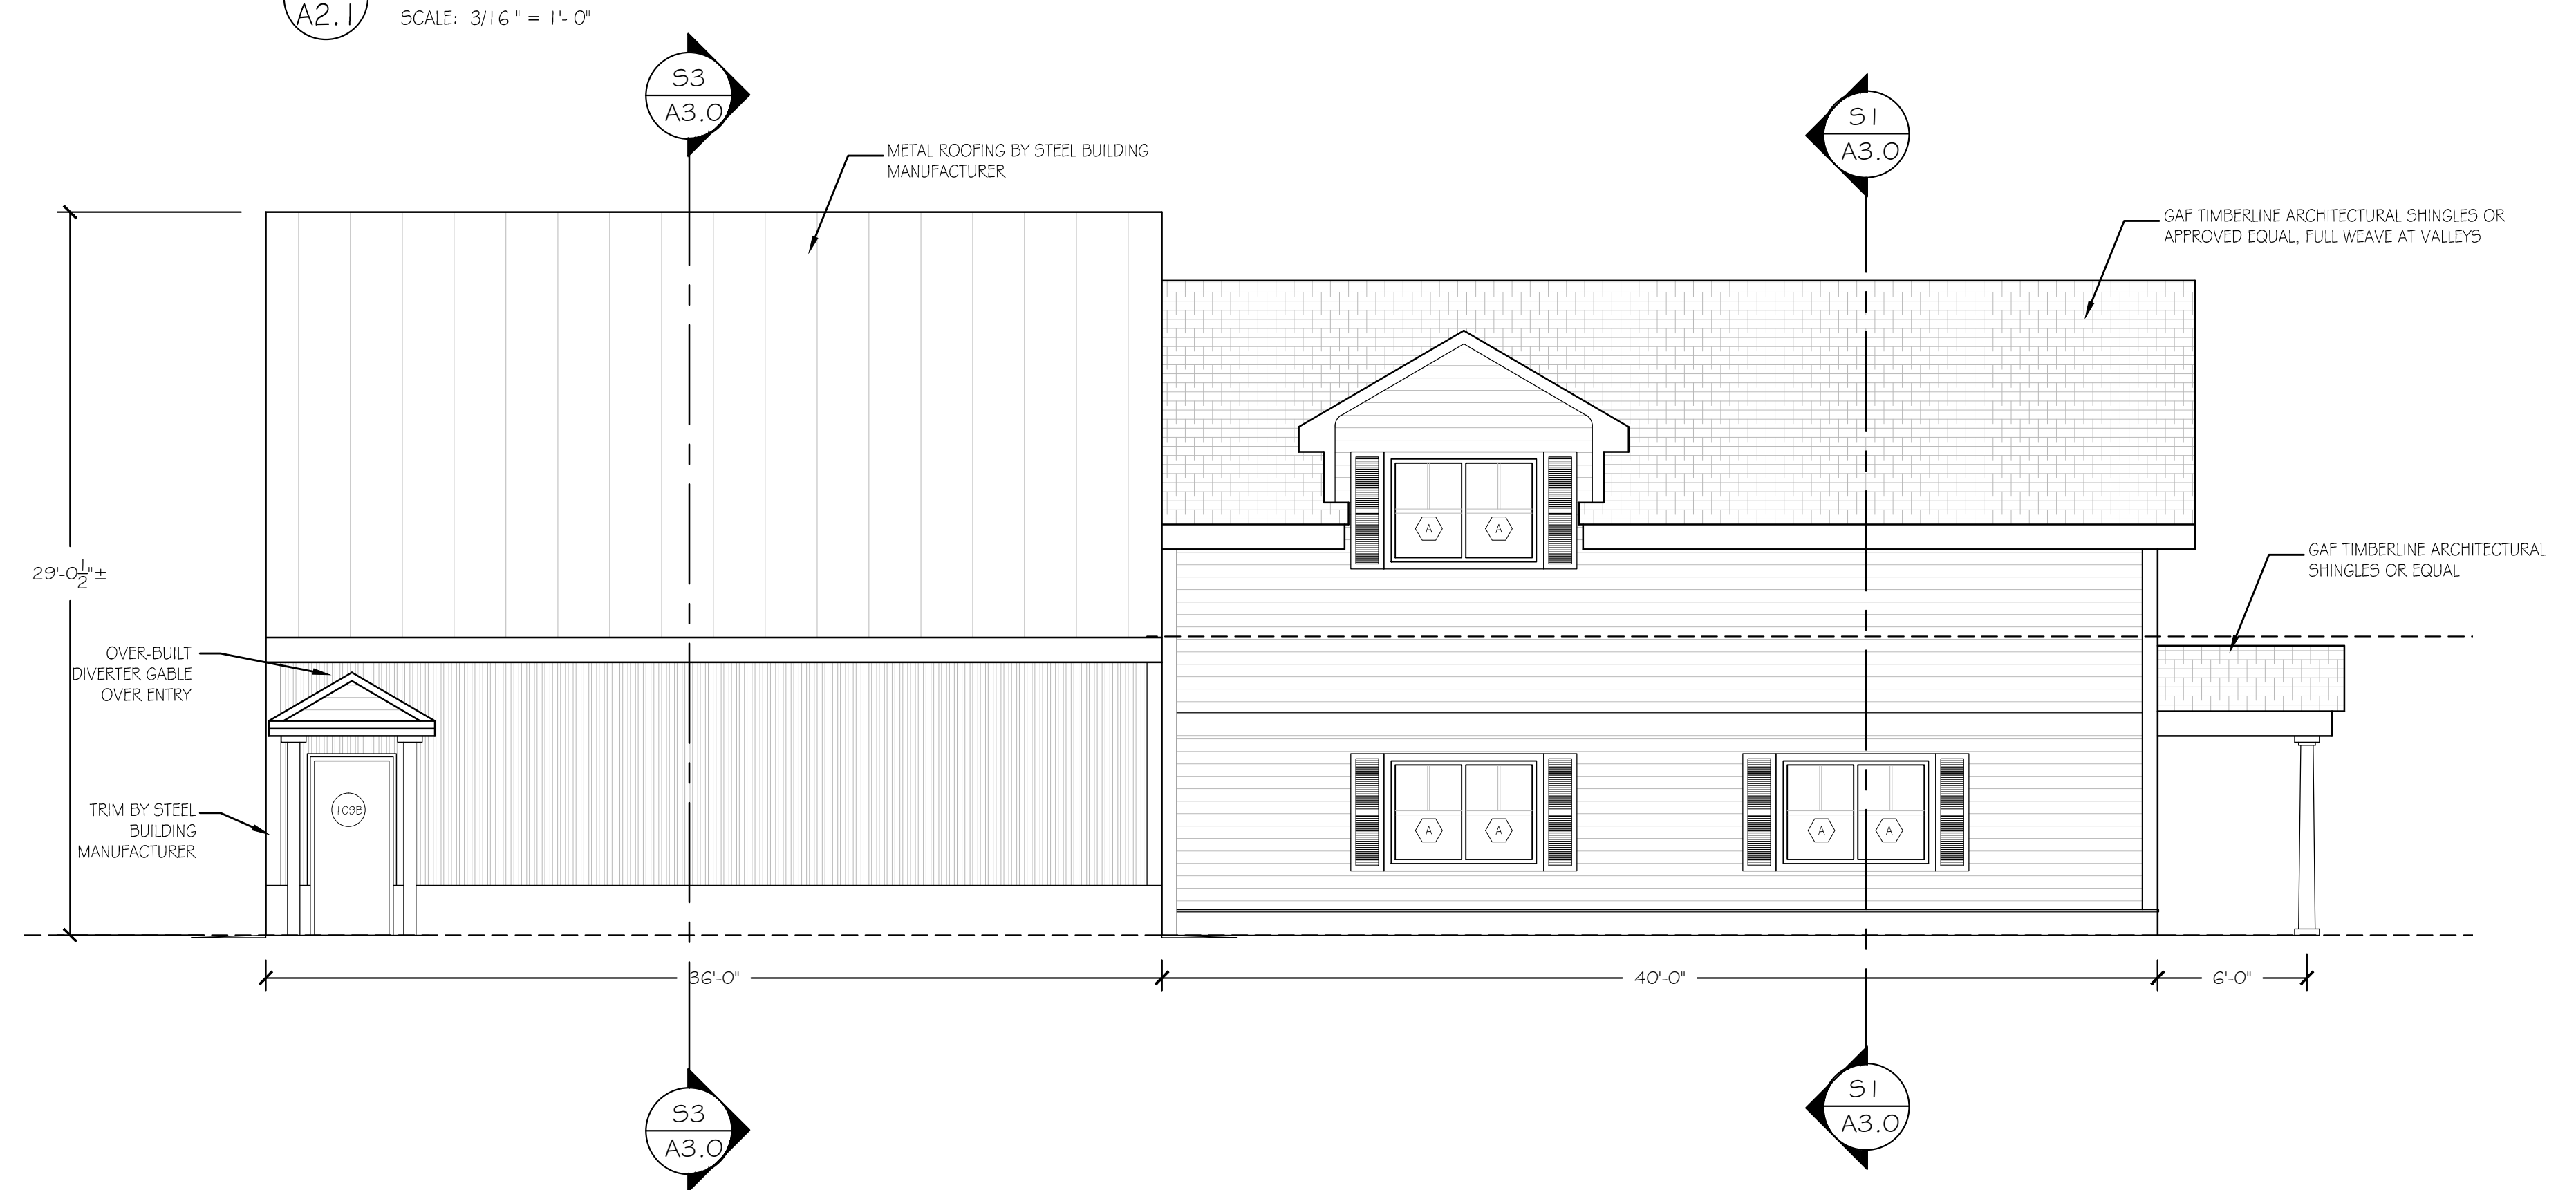 A2.1
SCALE: 3/16 " = 1'- 0"
S3
A3.0
S1
A3.0
METAL ROOFING BY STEEL BUILDING
MANUFACTURER
GAF TIMBERLINE ARCHITECTURAL SHINGLES OR
APPROVED EQUAL, FULL WEAVE AT VALLEYS
A
A
29'-0 1/2"±
GAF TIMBERLINE ARCHITECTURAL
SHINGLES OR EQUAL
OVER-BUILT
DIVERTER GABLE
OVER ENTRY
TRIM BY STEEL
BUILDING
MANUFACTURER
109B
A
A
A
A
36'-0"
40'-0"
6'-0"
S3
A3.0
S1
A3.0